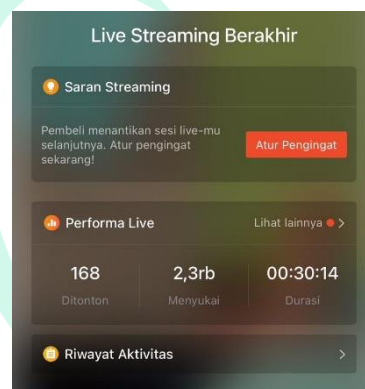 Live Streaming Berakhir
Saran Streaming
Pembeli menantikan sesi live-mu
selanjutnya. Atur pengingat
sekarang!
Atur Pengingat
Performa Live
Lihat lainnya
168
2,3rb
00:30:14
Ditonton
Menyukai
Durasi
Riwayat Aktivitas